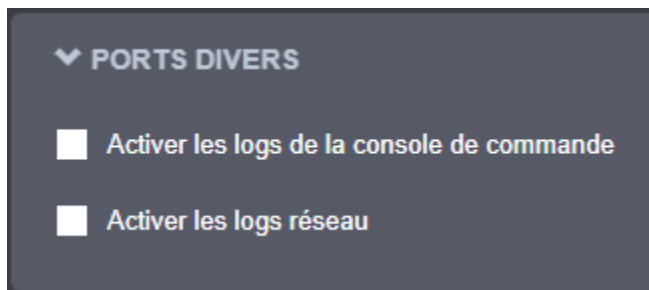 PORTS DIVERS
Activer les logs de la console de commande
Activer les logs réseau